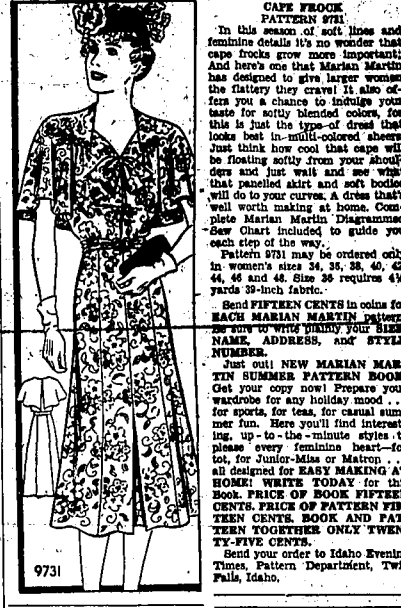 CAPE FROCK
PATTERN 9731
In this season of soft lines and
feminine details it's no wonder that
cape frocks grow more important!
And here's one that Marian Martin
has designed to give larger women
the flattery they crave! It also of-
fers you a chance to indulge your
taste for softly blended colors, for
this is just the type of dress that
looks best in multi-colored sheers
Just think how cool that cape will
be floating softly from your shoul-
ders and just wait and see what
that panelled skirt and soft bodice
will do to your curves. A dress that's
well worth making at home. Com-
plete Marian Martin Diagrammed
Sew Chart included to guide you
each step of the way.
Pattern 9731 may be ordered only
in women's sizes 34, 36, 38, 40, 42
44, 46 and 48. Size 36 requires 4¼
yards 39-inch fabric.
Send FIFTEEN CENTS in coins fo
EACH MARIAN MARTIN pattern
Be sure to write plainly your SIZE
NAME, ADDRESS, and STYLE
NUMBER.
Just out! NEW MARIAN MAR-
TIN SUMMER PATTERN BOOK
Get your copy now! Prepare you
wardrobe for any holiday mood . .
for sports, for teas, for casual sum
mer fun. Here you'll find interest
ing, up-to-the-minute styles t
please every feminine heart—fo
tot, for Junior-Miss or Matron . .
all designed for EASY MAKING AT
HOME! WRITE TODAY for thi
Book. PRICE OF BOOK FIFTEE
CENTS. PRICE OF PATTERN FIF
TEEN CENTS. BOOK AND PAT
TERN TOGETHER ONLY TWEN
TY-FIVE CENTS.
Send your order to Idaho Evenin
Times, Pattern Department, Twi
Falls, Idaho.
9731